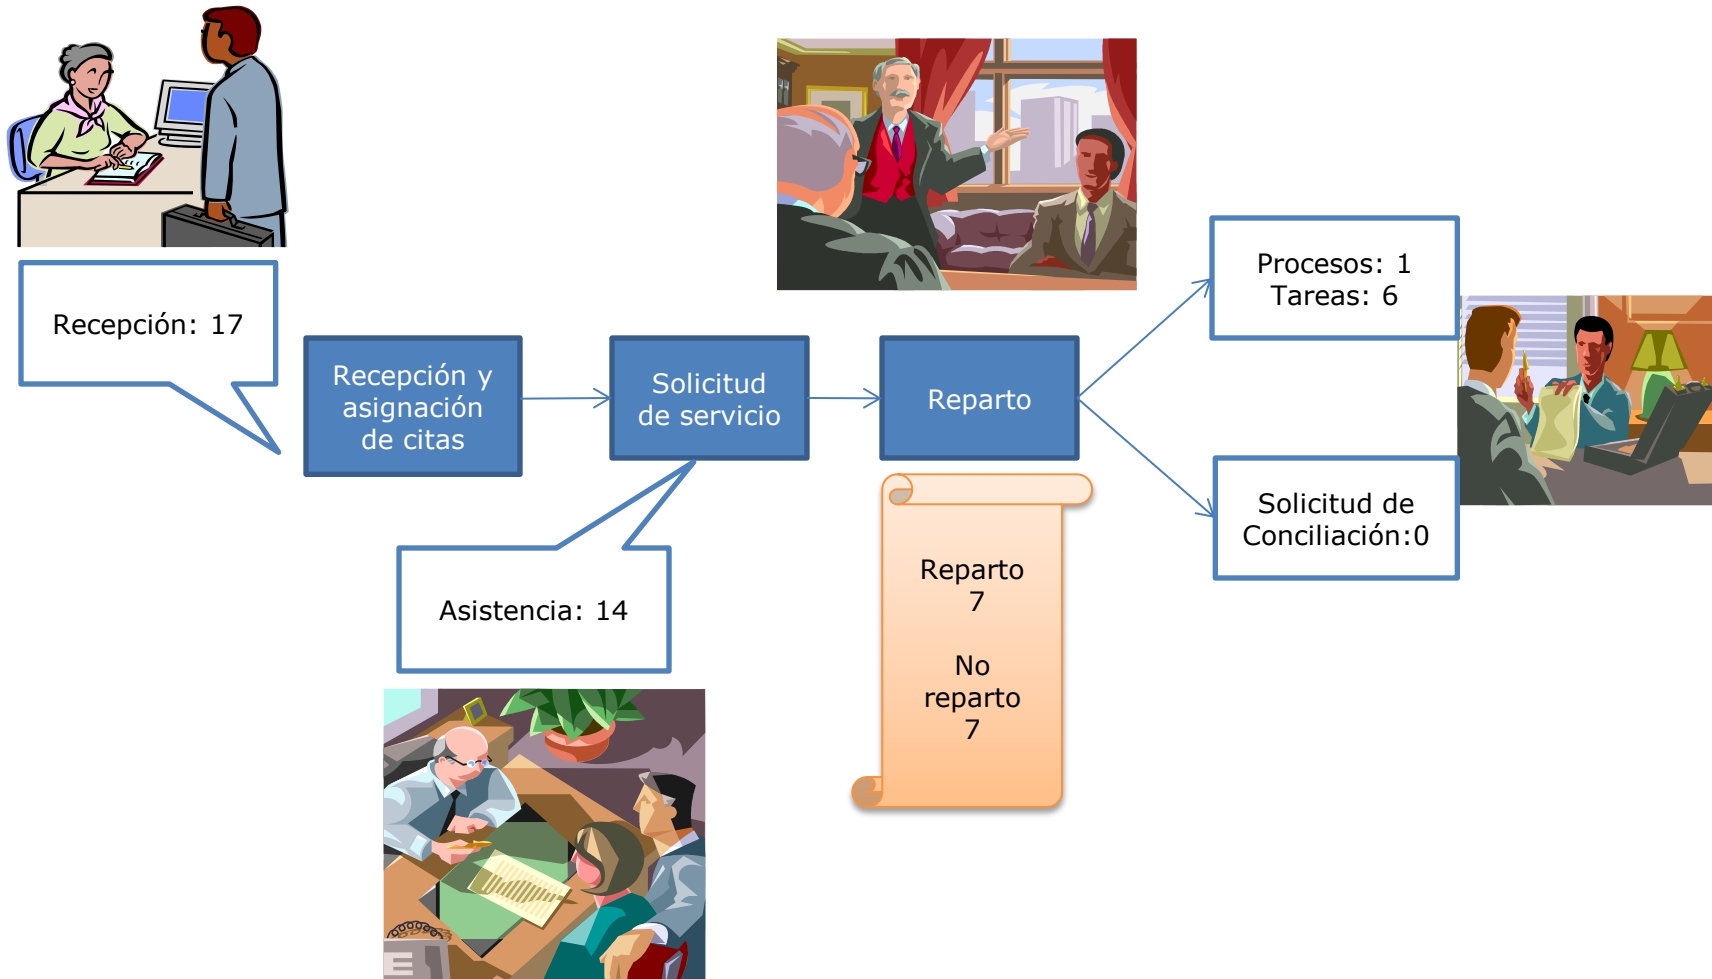 Recepción: 17
Recepción y
asignación
de citas
Solicitud
de servicio
Asistencia: 14
Reparto
Reparto
7
No
reparto
7
Procesos: 1
Tareas: 6
Solicitud de
Conciliación:0